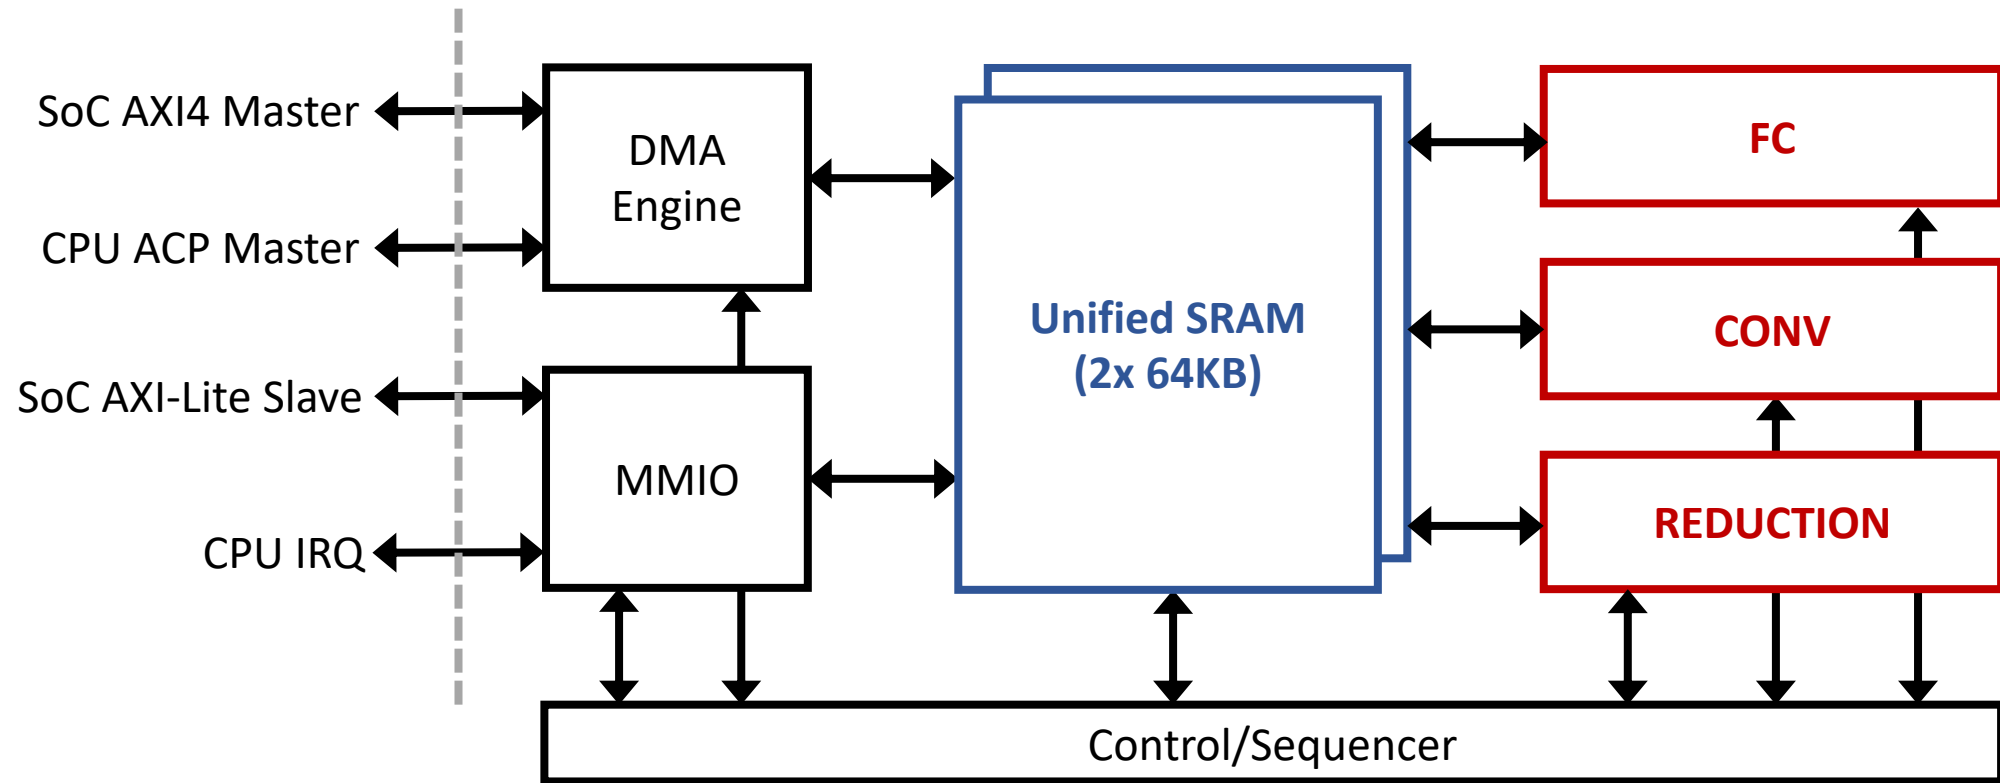 SoC AXI4 Master
CPU ACP Master
SoC AXI-Lite Slave
CPU IRQ
DMA
Engine
MMIO
Unified SRAM
(2x 64KB)
FC
CONV
REDUCTION
Control/Sequencer